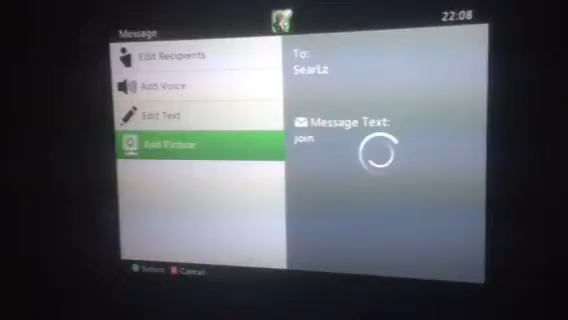 22:08
Message
Edit Recipients
Add Voice
Edit Text
Add Picture
To:
SearLz
Message Text:
join
Select
Cancel